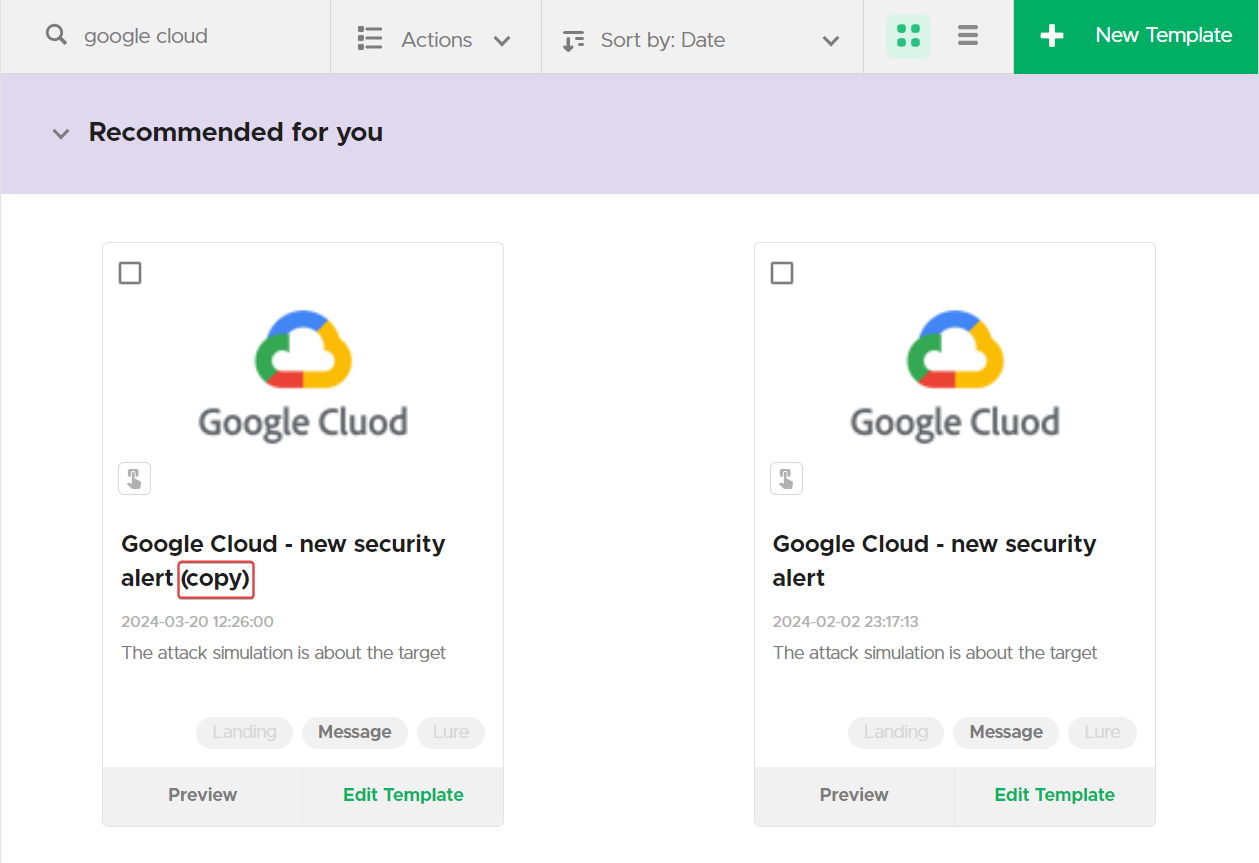 google cloud
Actions
Sort by: Date
New Template
Recommended for you
Google Cluod
Google Cloud - new security
alert (copy)
2024-03-20 12:26:00
The attack simulation is about the target
Landing
Message
Lure
Preview
Edit Template
Google Cluod
Google Cloud - new security
alert
2024-02-02 23:17:13
The attack simulation is about the target
Landing
Message
Lure
Preview
Edit Template